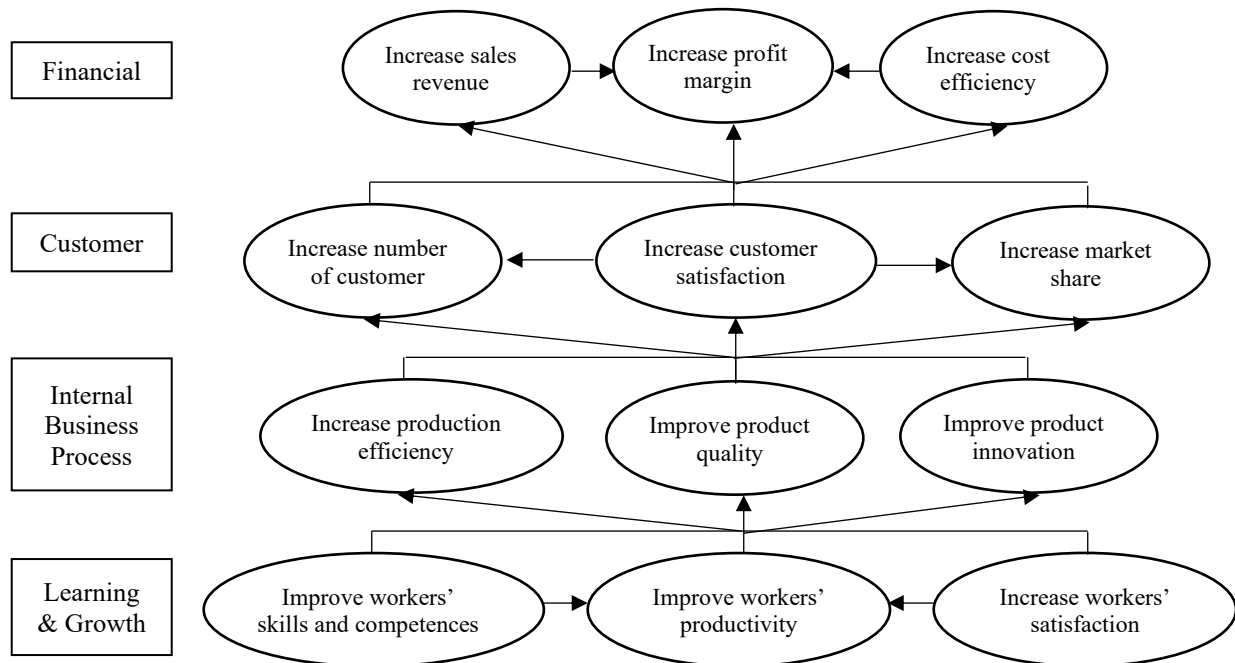 Financial
Increase sales
revenue
Increase profit
margin
Increase cost
efficiency
Customer
Increase number
of customer
Increase customer
satisfaction
Increase market
share
Internal
Business
Process
Increase production
efficiency
Improve product
quality
Improve product
innovation
Learning
& Growth
Improve workers’
skills and competences
Improve workers’
productivity
Increase workers’
satisfaction